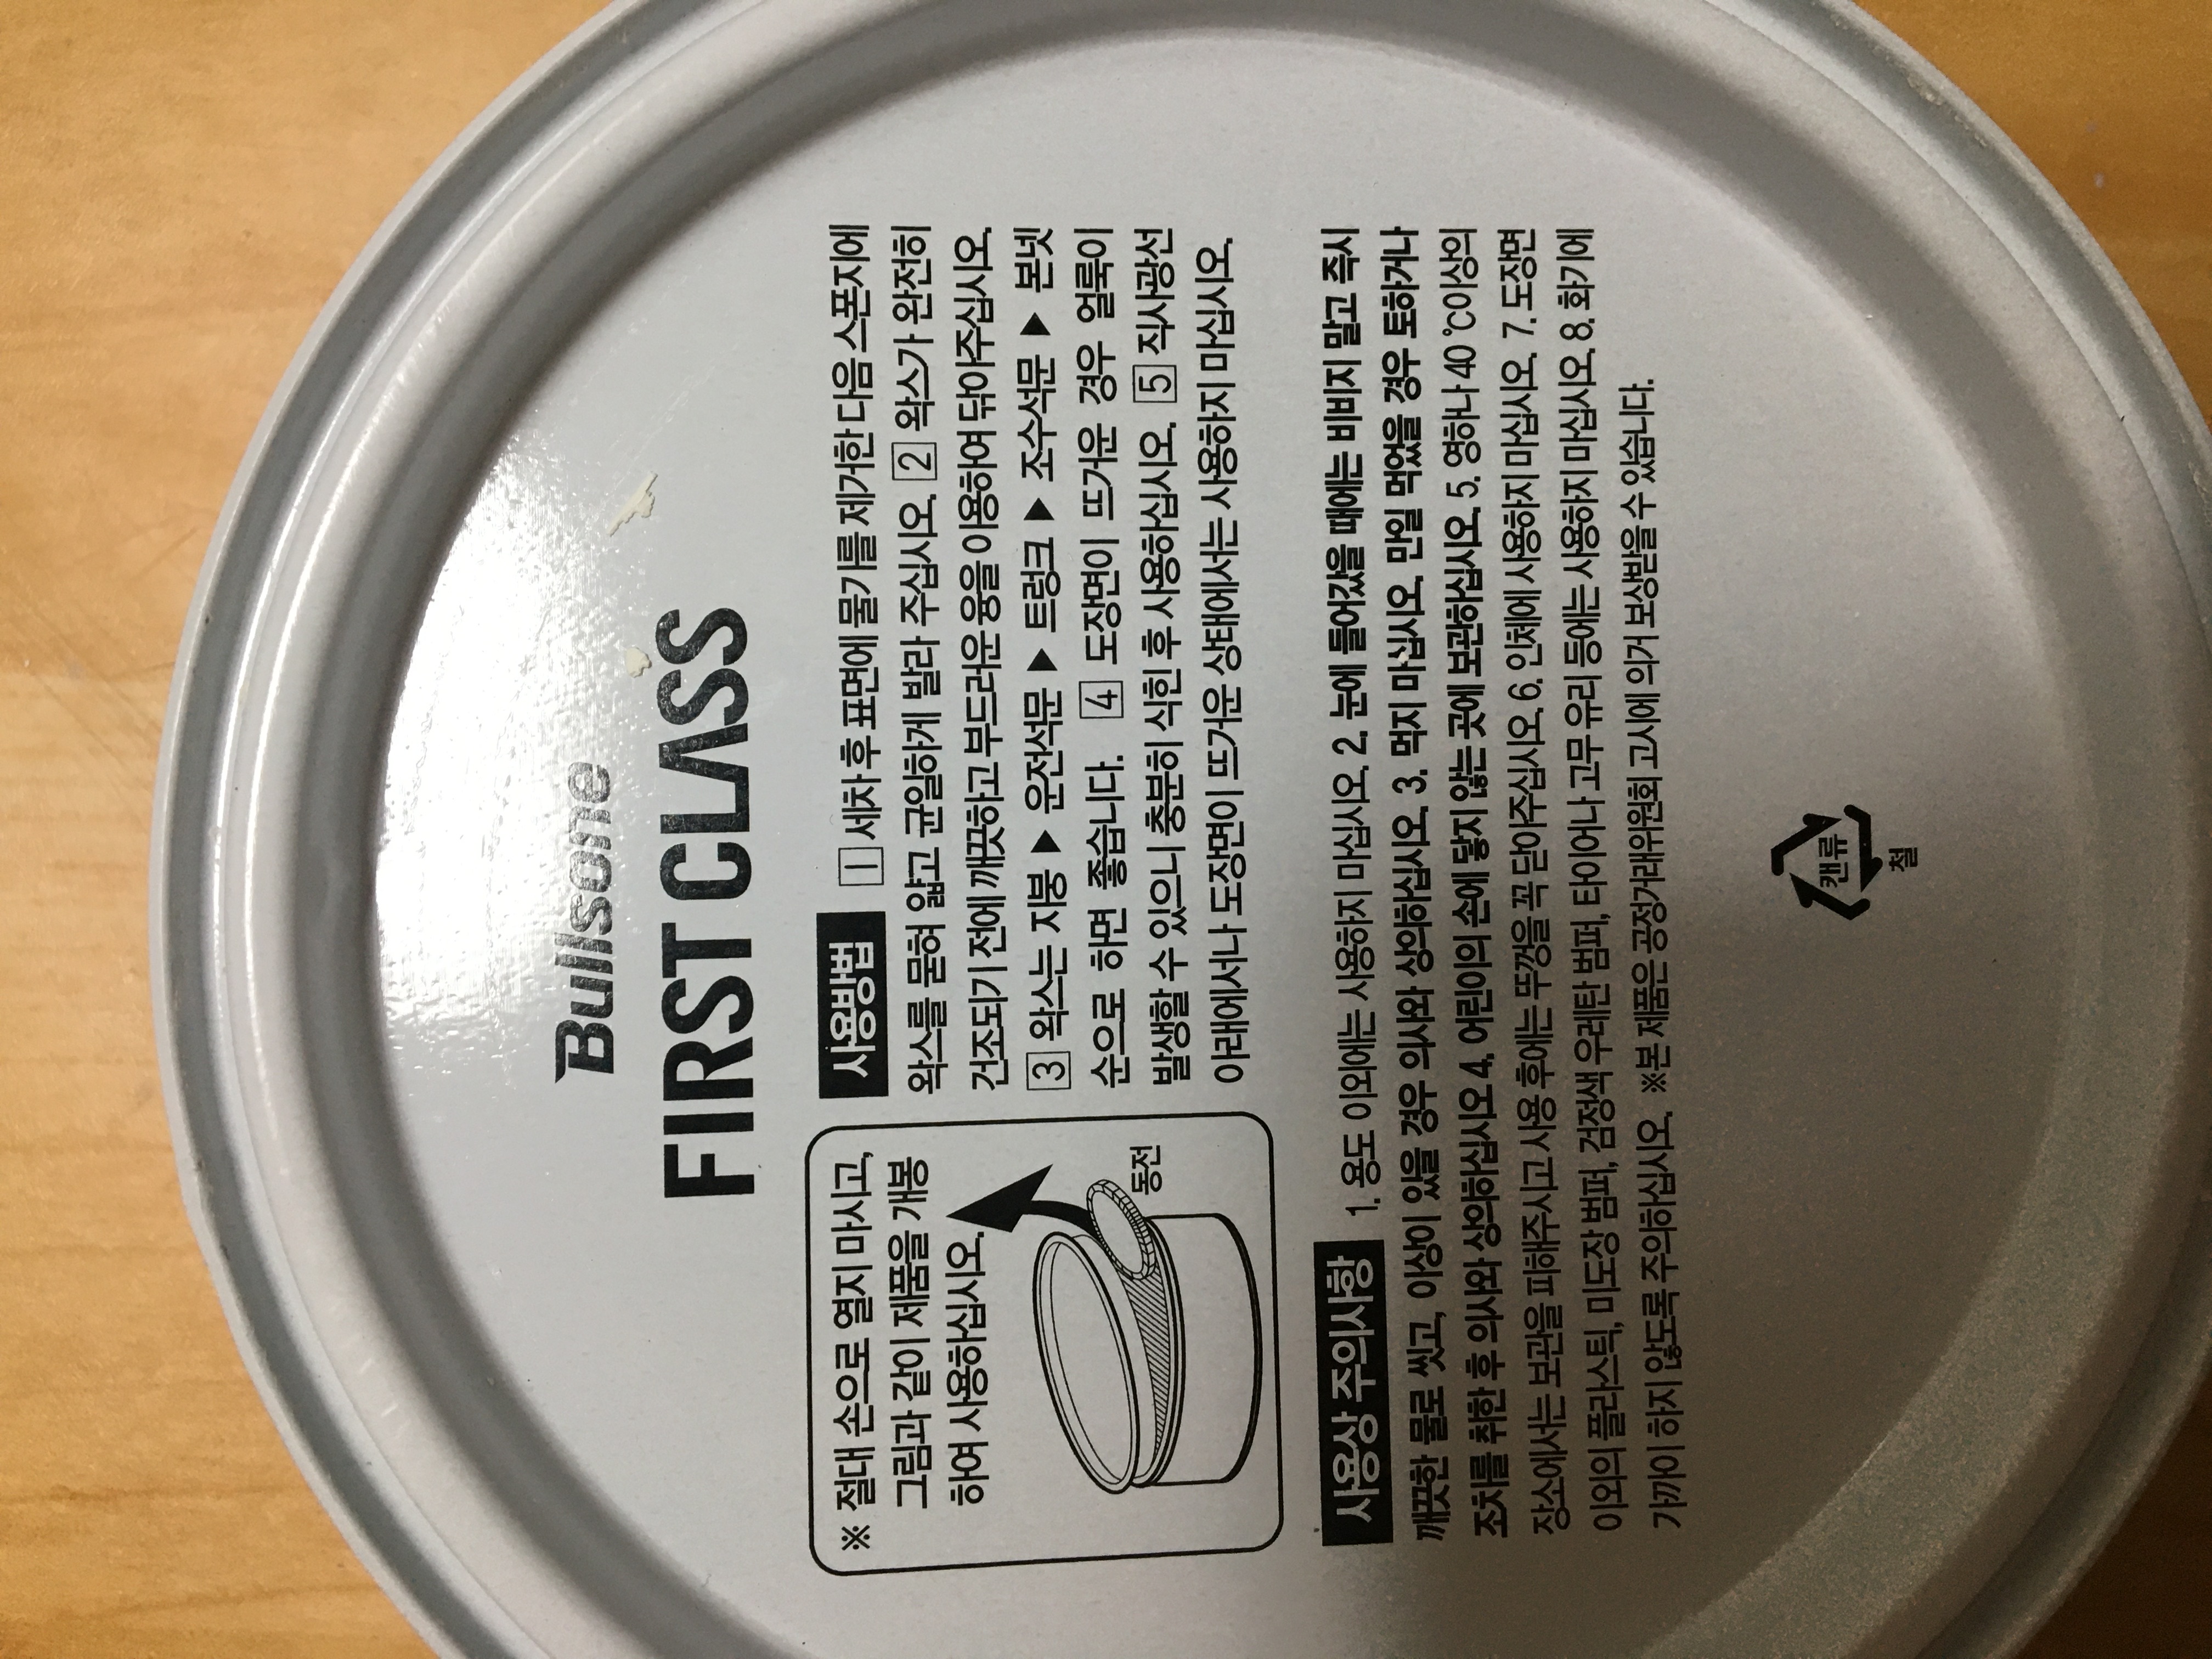 Bullsone
FIRST CLASS
※ 절대 손으로 열지 마시고,
그림과 같이 제품을 개봉
하여 사용하십시오.
동전
사용방법 1 세차 후 표면에 물기를 제거한 다음 스폰지에
왁스를 묻혀 얇고 균일하게 발라 주십시오. 2 왁스가 완전히
건조되기 전에 깨끗하고 부드러운 융을 이용하여 닦아주십시오.
3 왁스는 지붕 ▶ 운전석문 ▶ 트렁크 ▶ 조수석문 ▶ 본넷
순으로 하면 좋습니다. 4 도장면이 뜨거운 경우 얼룩이
발생할 수 있으니 충분히 식힌 후 사용하십시오. 5 직사광선
아래에서나 도장면이 뜨거운 상태에서는 사용하지 마십시오.
사용상 주의사항 1. 용도 이외에는 사용하지 마십시오. 2. 눈에 들어갔을 때에는 비비지 말고 즉시
깨끗한 물로 씻고, 이상이 있을 경우 의사와 상의하십시오. 3. 먹지 마십시오. 만일 먹었을 경우 토하거나
조치를 취한 후 의사와 상의하십시오 4. 어린이의 손에 닿지 않는 곳에 보관하십시오. 5. 영하나 40℃이상의
장소에서는 보관을 피해주시고 사용 후에는 뚜껑을 꼭 닫아주십시오. 6. 인체에 사용하지 마십시오. 7. 도장면
이외의 플라스틱, 미도장 범퍼, 검정색 우레탄 범퍼, 타이어나 고무 유리 등에는 사용하지 마십시오. 8. 화기에
가까이 하지 않도록 주의하십시오. ※본 제품은 공정거래위원회 고시에 의거 보상받을 수 있습니다.
캔류
철